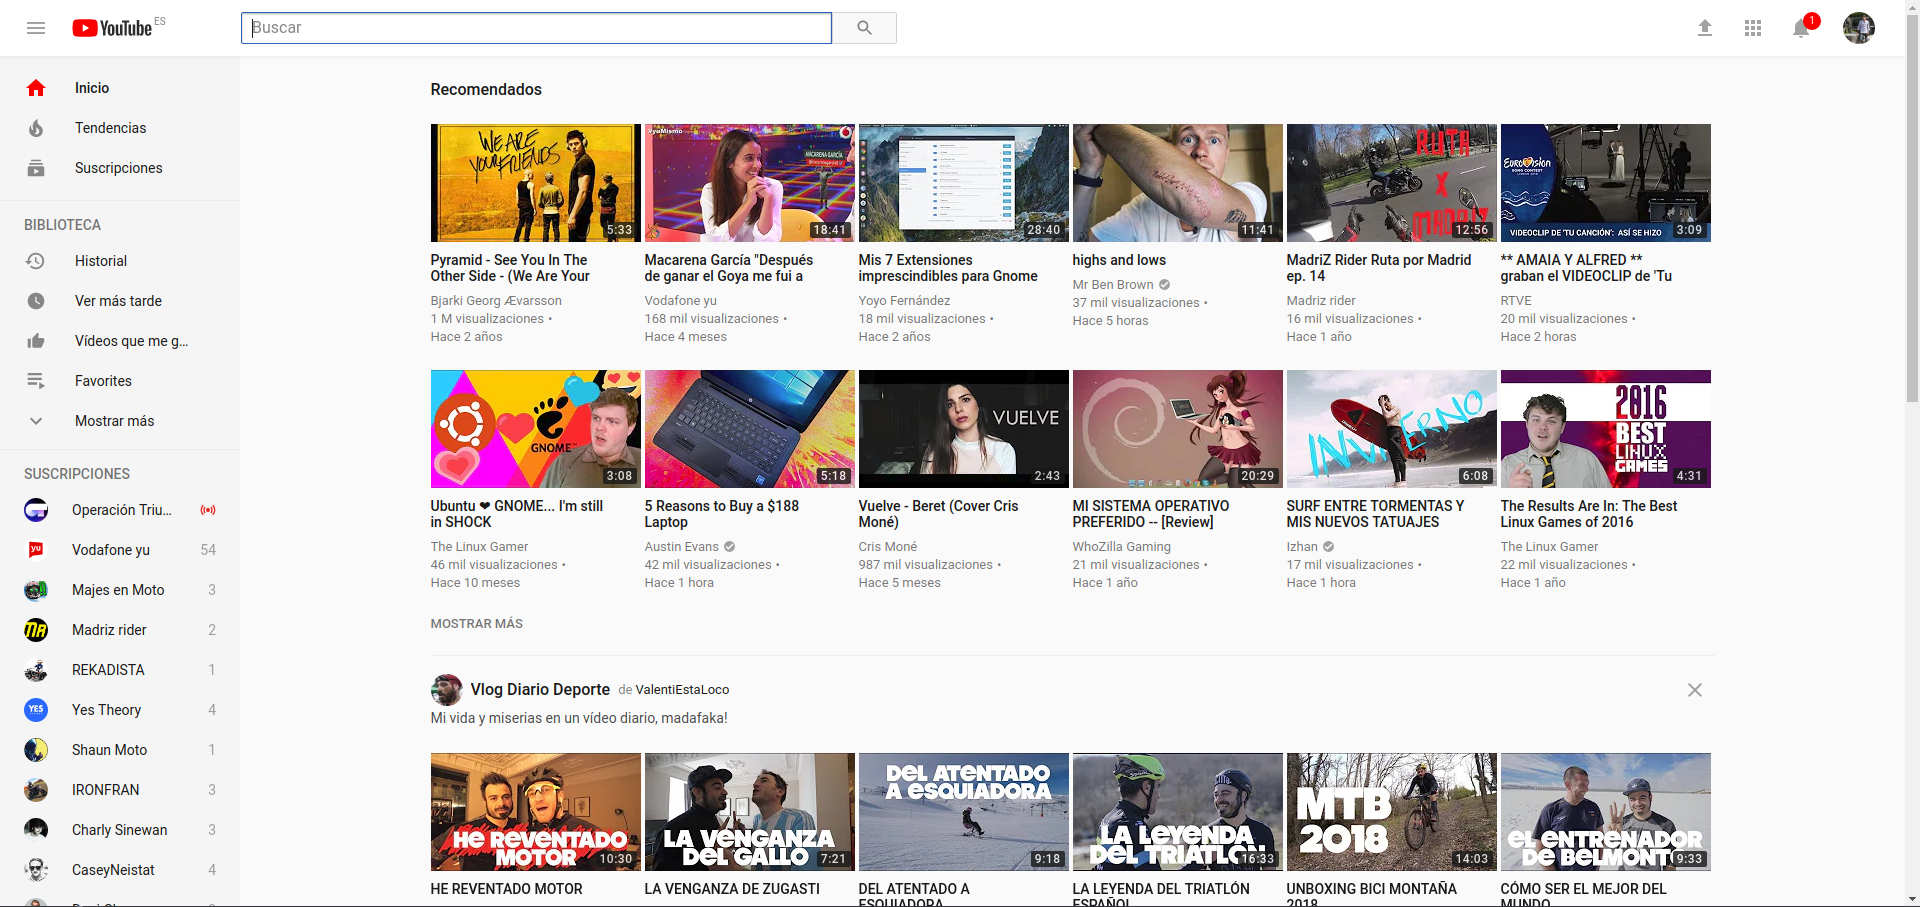 YouTube ES
Buscar
1
Inicio
Tendencias
Suscripciones
BIBLIOTECA
Historial
Ver más tarde
Vídeos que me g...
Favorites
Mostrar más
SUSCRIPCIONES
Operación Triu...
Vodafone yu 54
Majes en Moto 3
Madriz rider 2
REKADISTA 1
Yes Theory 4
Shaun Moto 1
IRONFRAN 3
Charly Sinewan 3
CaseyNeistat 4
Recomendados
WE ARE
YOUR FRIENDS
5:33
Pyramid - See You In The
Other Side - (We Are Your
Bjarki Georg Ævarsson
1 M visualizaciones •
Hace 2 años
yuMismo
MACARENA GARCÍA
18:41
Macarena García "Después
de ganar el Goya me fui a
Vodafone yu
168 mil visualizaciones •
Hace 4 meses
28:40
Mis 7 Extensiones
imprescindibles para Gnome
Yoyo Fernández
18 mil visualizaciones •
Hace 2 años
11:41
highs and lows
Mr Ben Brown
37 mil visualizaciones •
Hace 5 horas
RUTA
X
MADRIZ
12:56
MadriZ Rider Ruta por Madrid
ep. 14
Madriz rider
16 mil visualizaciones •
Hace 1 año
EUROVISION
SONG CONTEST
VIDEOCLIP DE 'TU CANCIÓN': ASÍ SE HIZO
3:09
** AMAIA Y ALFRED **
graban el VIDEOCLIP de 'Tu
RTVE
20 mil visualizaciones •
Hace 2 horas
GNOME
3:08
Ubuntu ❤ GNOME... I'm still
in SHOCK
The Linux Gamer
46 mil visualizaciones •
Hace 10 meses
5:18
5 Reasons to Buy a $188
Laptop
Austin Evans
42 mil visualizaciones •
Hace 1 hora
VUELVE
2:43
Vuelve - Beret (Cover Cris
Moné)
Cris Moné
987 mil visualizaciones •
Hace 5 meses
20:29
MI SISTEMA OPERATIVO
PREFERIDO -- [Review]
WhoZilla Gaming
21 mil visualizaciones •
Hace 1 año
INVIERNO
6:08
SURF ENTRE TORMENTAS Y
MIS NUEVOS TATUAJES
Izhan
17 mil visualizaciones •
Hace 1 hora
2016
BEST
LINUX
GAMES
4:31
The Results Are In: The Best
Linux Games of 2016
The Linux Gamer
22 mil visualizaciones •
Hace 1 año
MOSTRAR MÁS
Vlog Diario Deporte de ValentiEstaLoco
Mi vida y miserias en un vídeo diario, madafaka!
HE REVENTADO
MOTOR
10:30
HE REVENTADO MOTOR
LA VENGANZA
DEL GALLO
7:21
LA VENGANZA DE ZUGASTI
DEL ATENTADO
A ESQUIADORA
9:18
DEL ATENTADO A
ESQUIADORA
LA LEYENDA
DEL TRIATLÓN
16:33
LA LEYENDA DEL TRIATLÓN
ESPAÑOL
MTB
2018
14:03
UNBOXING BICI MONTAÑA
2018
EL ENTRENADOR
DE BELMONTE
9:33
CÓMO SER EL MEJOR DEL
MUNDO